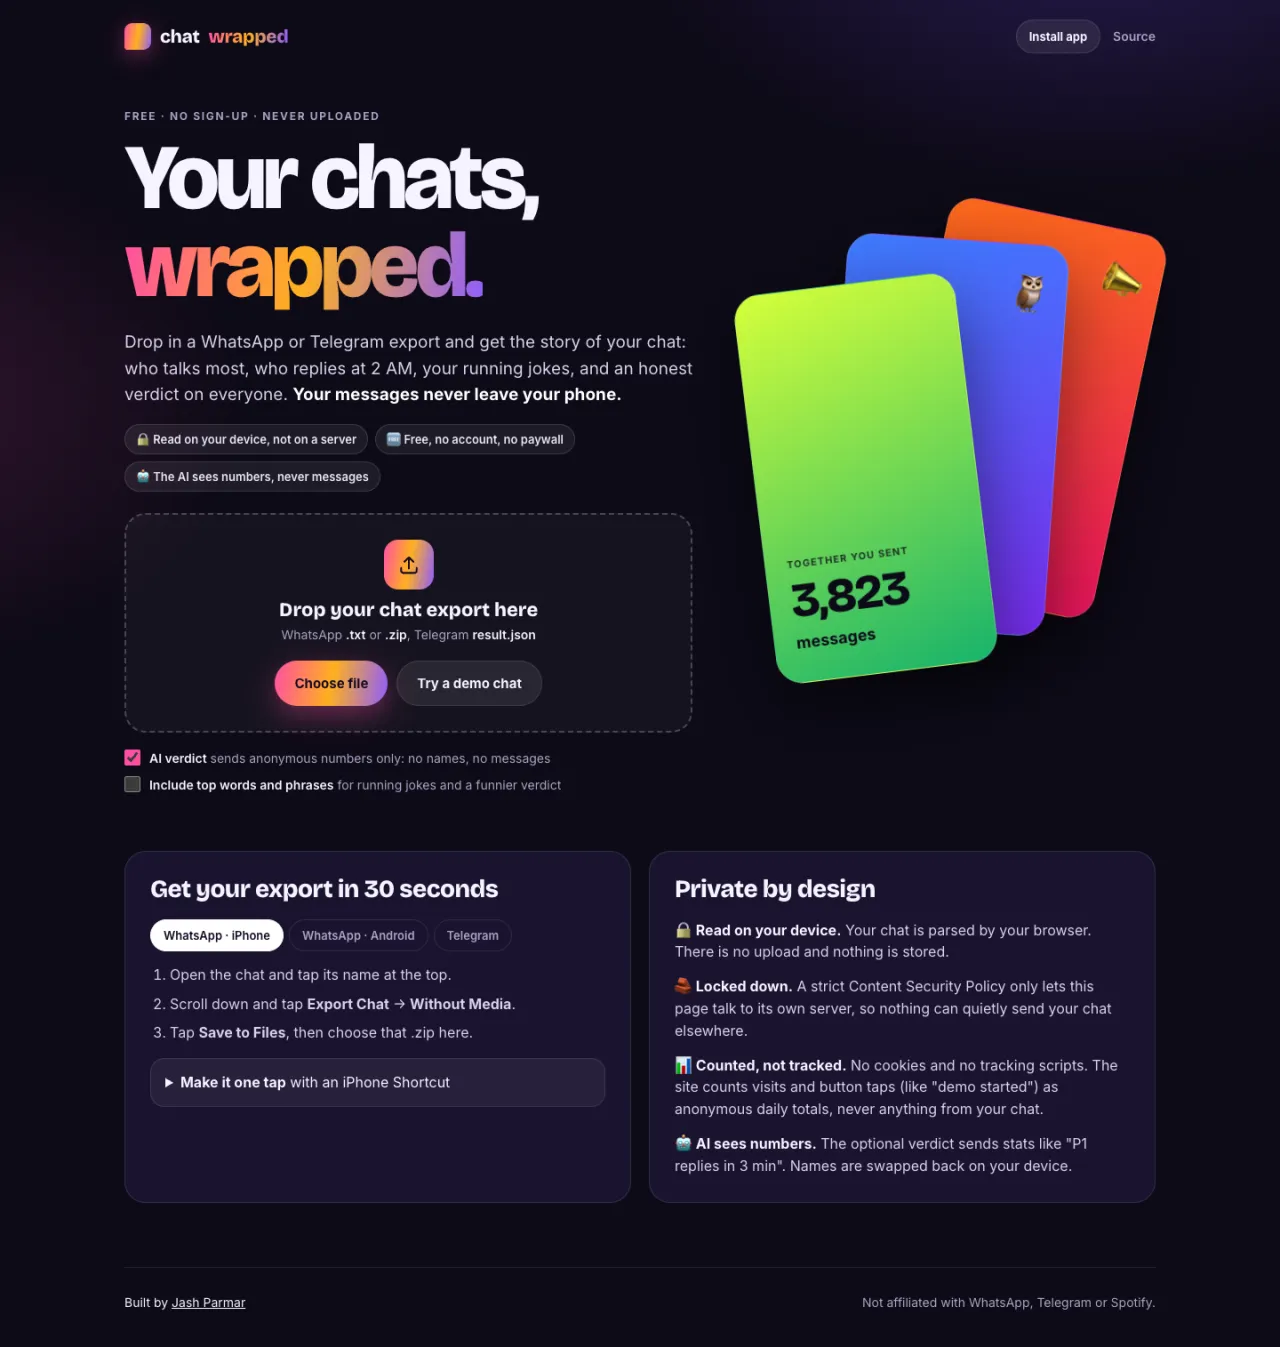 chat wrapped
Install app
Source
FREE · NO SIGN-UP · NEVER UPLOADED
Your chats,
wrapped.
Drop in a WhatsApp or Telegram export and get the story of your chat:
who talks most, who replies at 2 AM, your running jokes, and an honest
verdict on everyone. Your messages never leave your phone.
🔒 Read on your device, not on a server
🆓 Free, no account, no paywall
🤖 The AI sees numbers, never messages
TOGETHER YOU SENT
3,823
messages
Drop your chat export here
WhatsApp .txt or .zip, Telegram result.json
Choose file
Try a demo chat
AI verdict sends anonymous numbers only: no names, no messages
Include top words and phrases for running jokes and a funnier verdict
Get your export in 30 seconds
WhatsApp · iPhone
WhatsApp · Android
Telegram
1. Open the chat and tap its name at the top.
2. Scroll down and tap Export Chat → Without Media.
3. Tap Save to Files, then choose that .zip here.
▶ Make it one tap with an iPhone Shortcut
Private by design
🔒 Read on your device. Your chat is parsed by your browser.
There is no upload and nothing is stored.
🧱 Locked down. A strict Content Security Policy only lets this
page talk to its own server, so nothing can quietly send your chat
elsewhere.
📊 Counted, not tracked. No cookies and no tracking scripts. The
site counts visits and button taps (like "demo started") as
anonymous daily totals, never anything from your chat.
🤖 AI sees numbers. The optional verdict sends stats like "P1
replies in 3 min". Names are swapped back on your device.
Built by Jash Parmar
Not affiliated with WhatsApp, Telegram or Spotify.